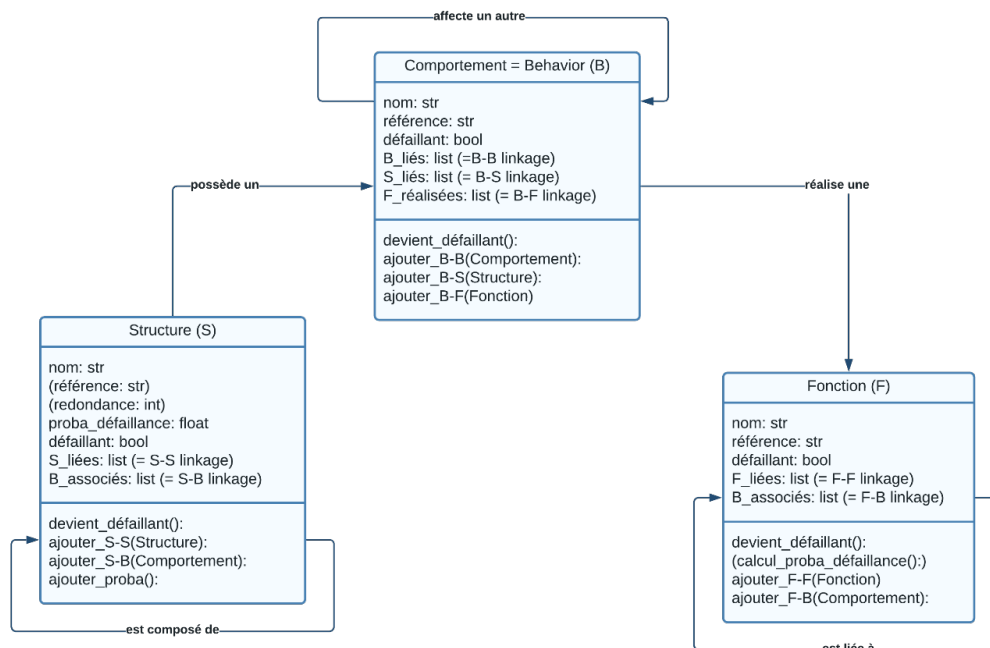 affecte un autre
Comportement = Behavior (B)
nom: str
référence: str
défaillant: bool
B_liés: list (=B-B linkage)
S_liés: list (= B-S linkage)
F_réalisées: list (= B-F linkage)
devient_défaillant():
ajouter_B-B(Comportement):
ajouter_B-S(Structure):
ajouter_B-F(Fonction)
possède un
réalise une
Structure (S)
nom: str
(référence: str)
(redondance: int)
proba_défaillance: float
défaillant: bool
S_liées: list (= S-S linkage)
B_associés: list (= S-B linkage)
devient_défaillant():
ajouter_S-S(Structure):
ajouter_S-B(Comportement):
ajouter_proba():
est composé de
Fonction (F)
nom: str
référence: str
défaillant: bool
F_liées: list (= F-F linkage)
B_associés: list (= F-B linkage)
devient_défaillant():
(calcul_proba_défaillance():)
ajouter_F-F(Fonction)
ajouter_F-B(Comportement):
est liée à